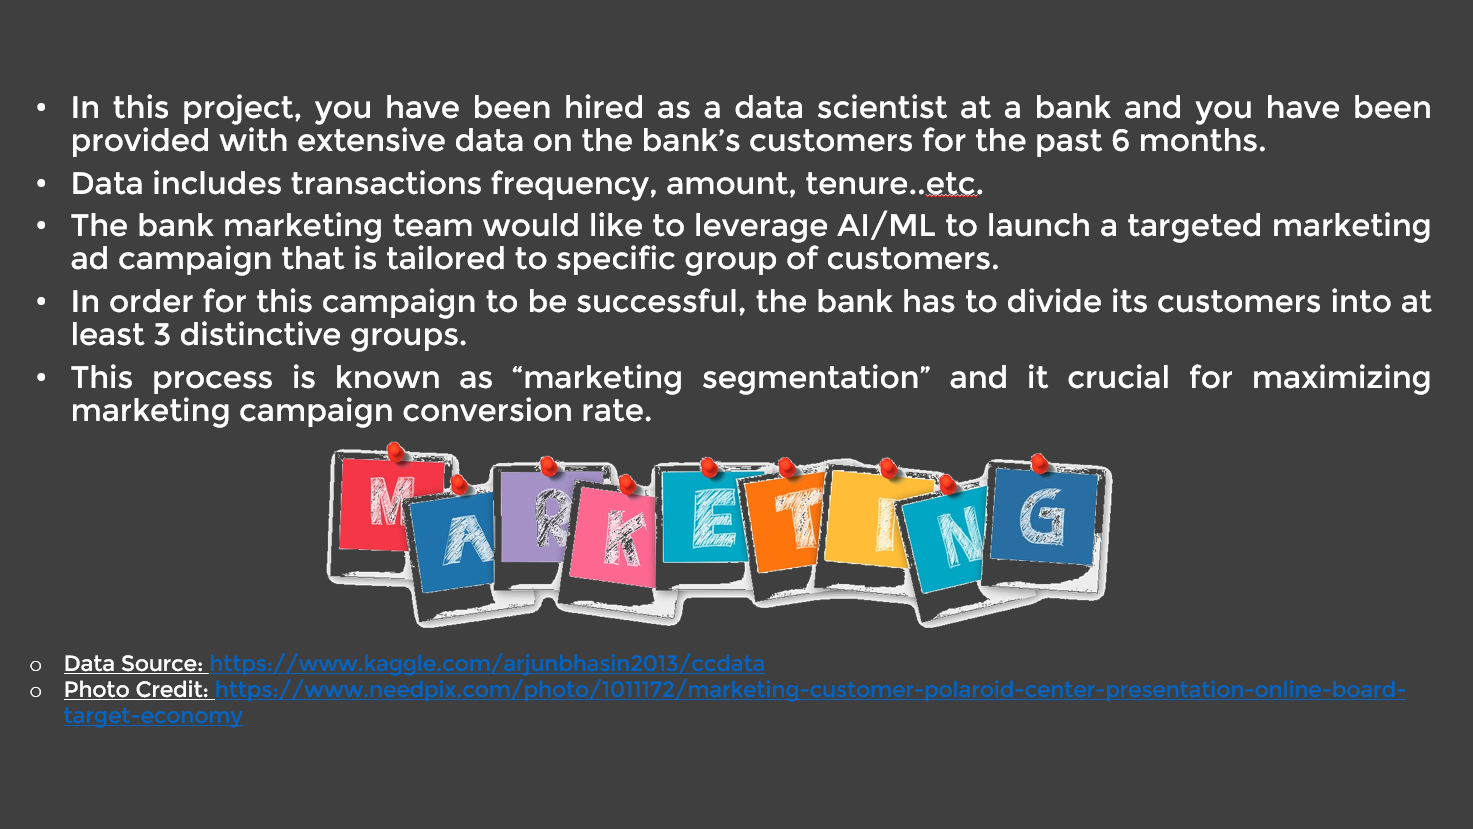 • In this project, you have been hired as a data scientist at a bank and you have been
provided with extensive data on the bank’s customers for the past 6 months.
• Data includes transactions frequency, amount, tenure..etc.
• The bank marketing team would like to leverage AI/ML to launch a targeted marketing
ad campaign that is tailored to specific group of customers.
• In order for this campaign to be successful, the bank has to divide its customers into at
least 3 distinctive groups.
• This process is known as “marketing segmentation” and it crucial for maximizing
marketing campaign conversion rate.
MARKETING
o Data Source: https://www.kaggle.com/arjunbhasin2013/ccdata
o Photo Credit: https://www.needpix.com/photo/1011172/marketing-customer-polaroid-center-presentation-online-board-
target-economy